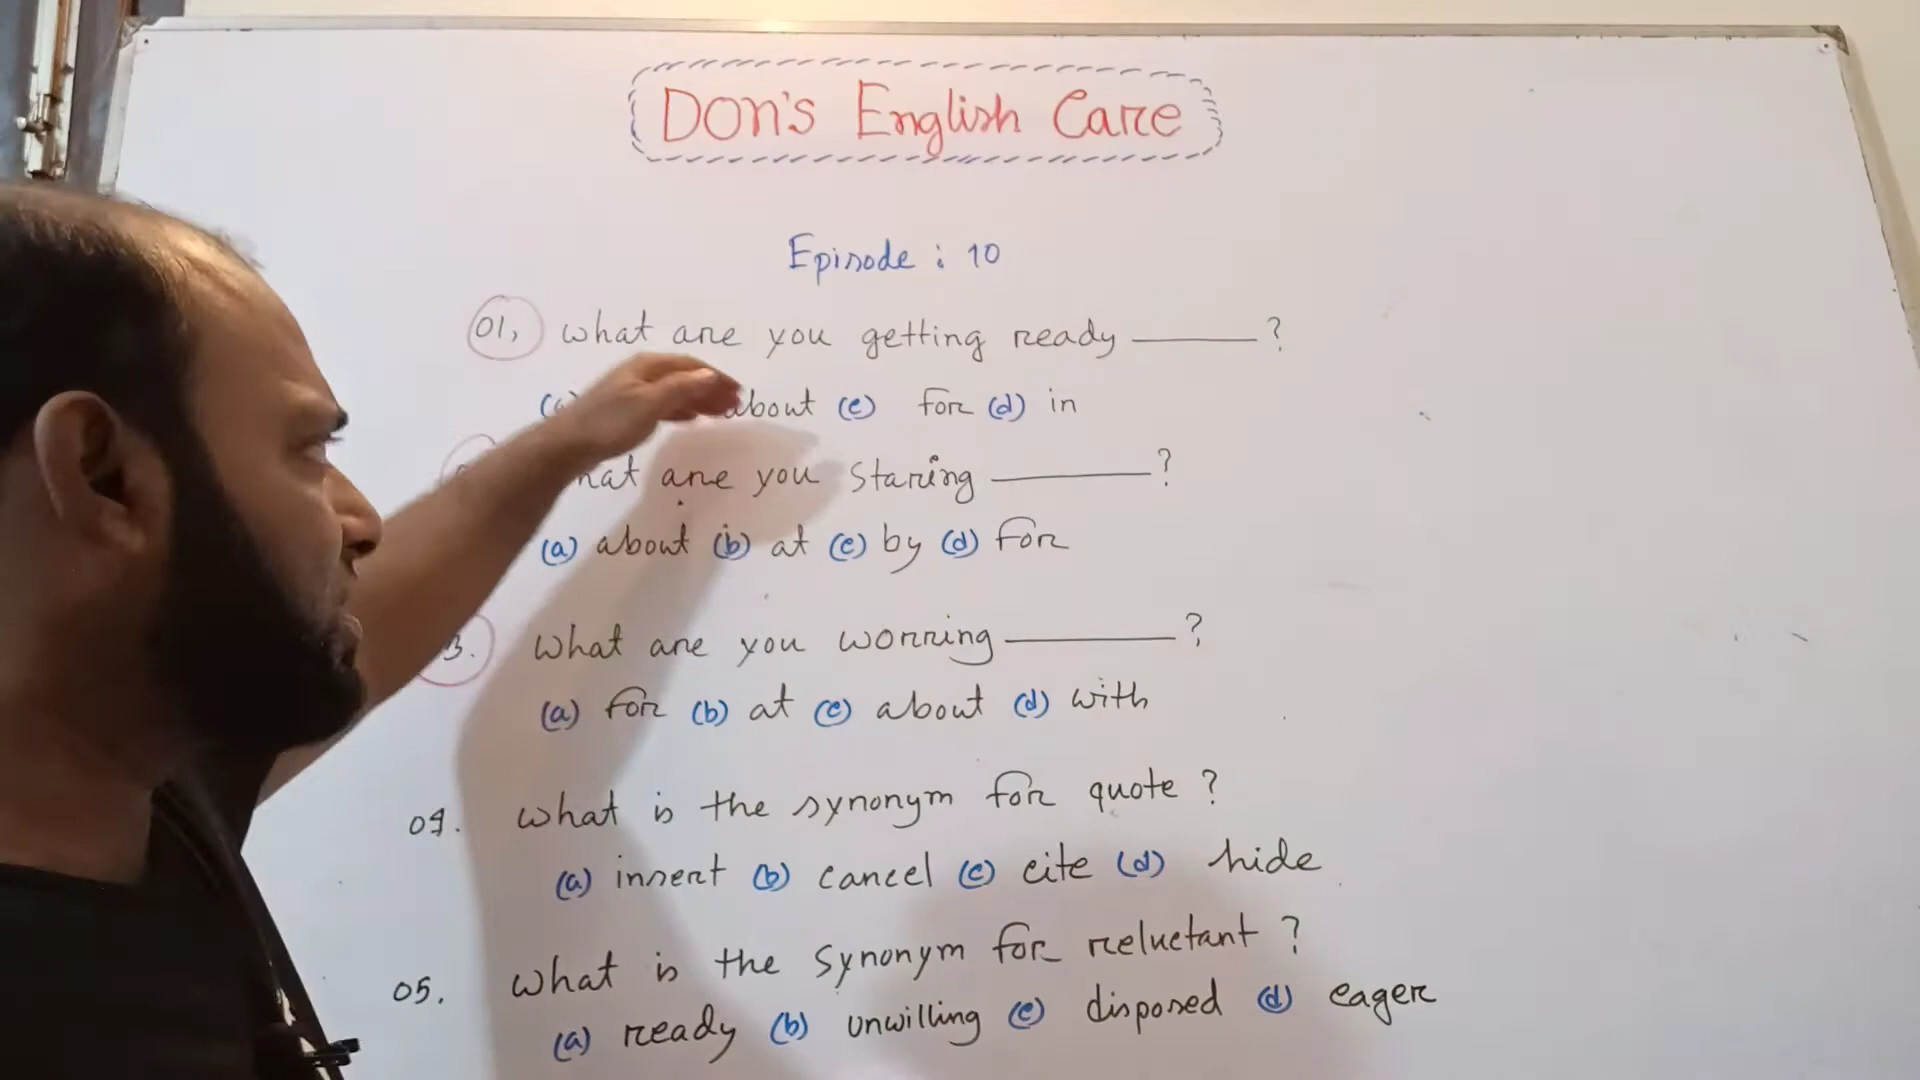 Don's English Care
Episode : 10
01, What are you getting ready ______ ?
about (c) for (d) in
are you staring ______ ?
(a) about (b) at (c) by (d) for
3. What are you worring ______ ?
(a) for (b) at (c) about (d) with
04. What is the synonym for quote ?
(a) insert (b) cancel (c) cite (d) hide
05. What is the synonym for reluctant ?
(a) ready (b) unwilling (c) disposed (d) eager